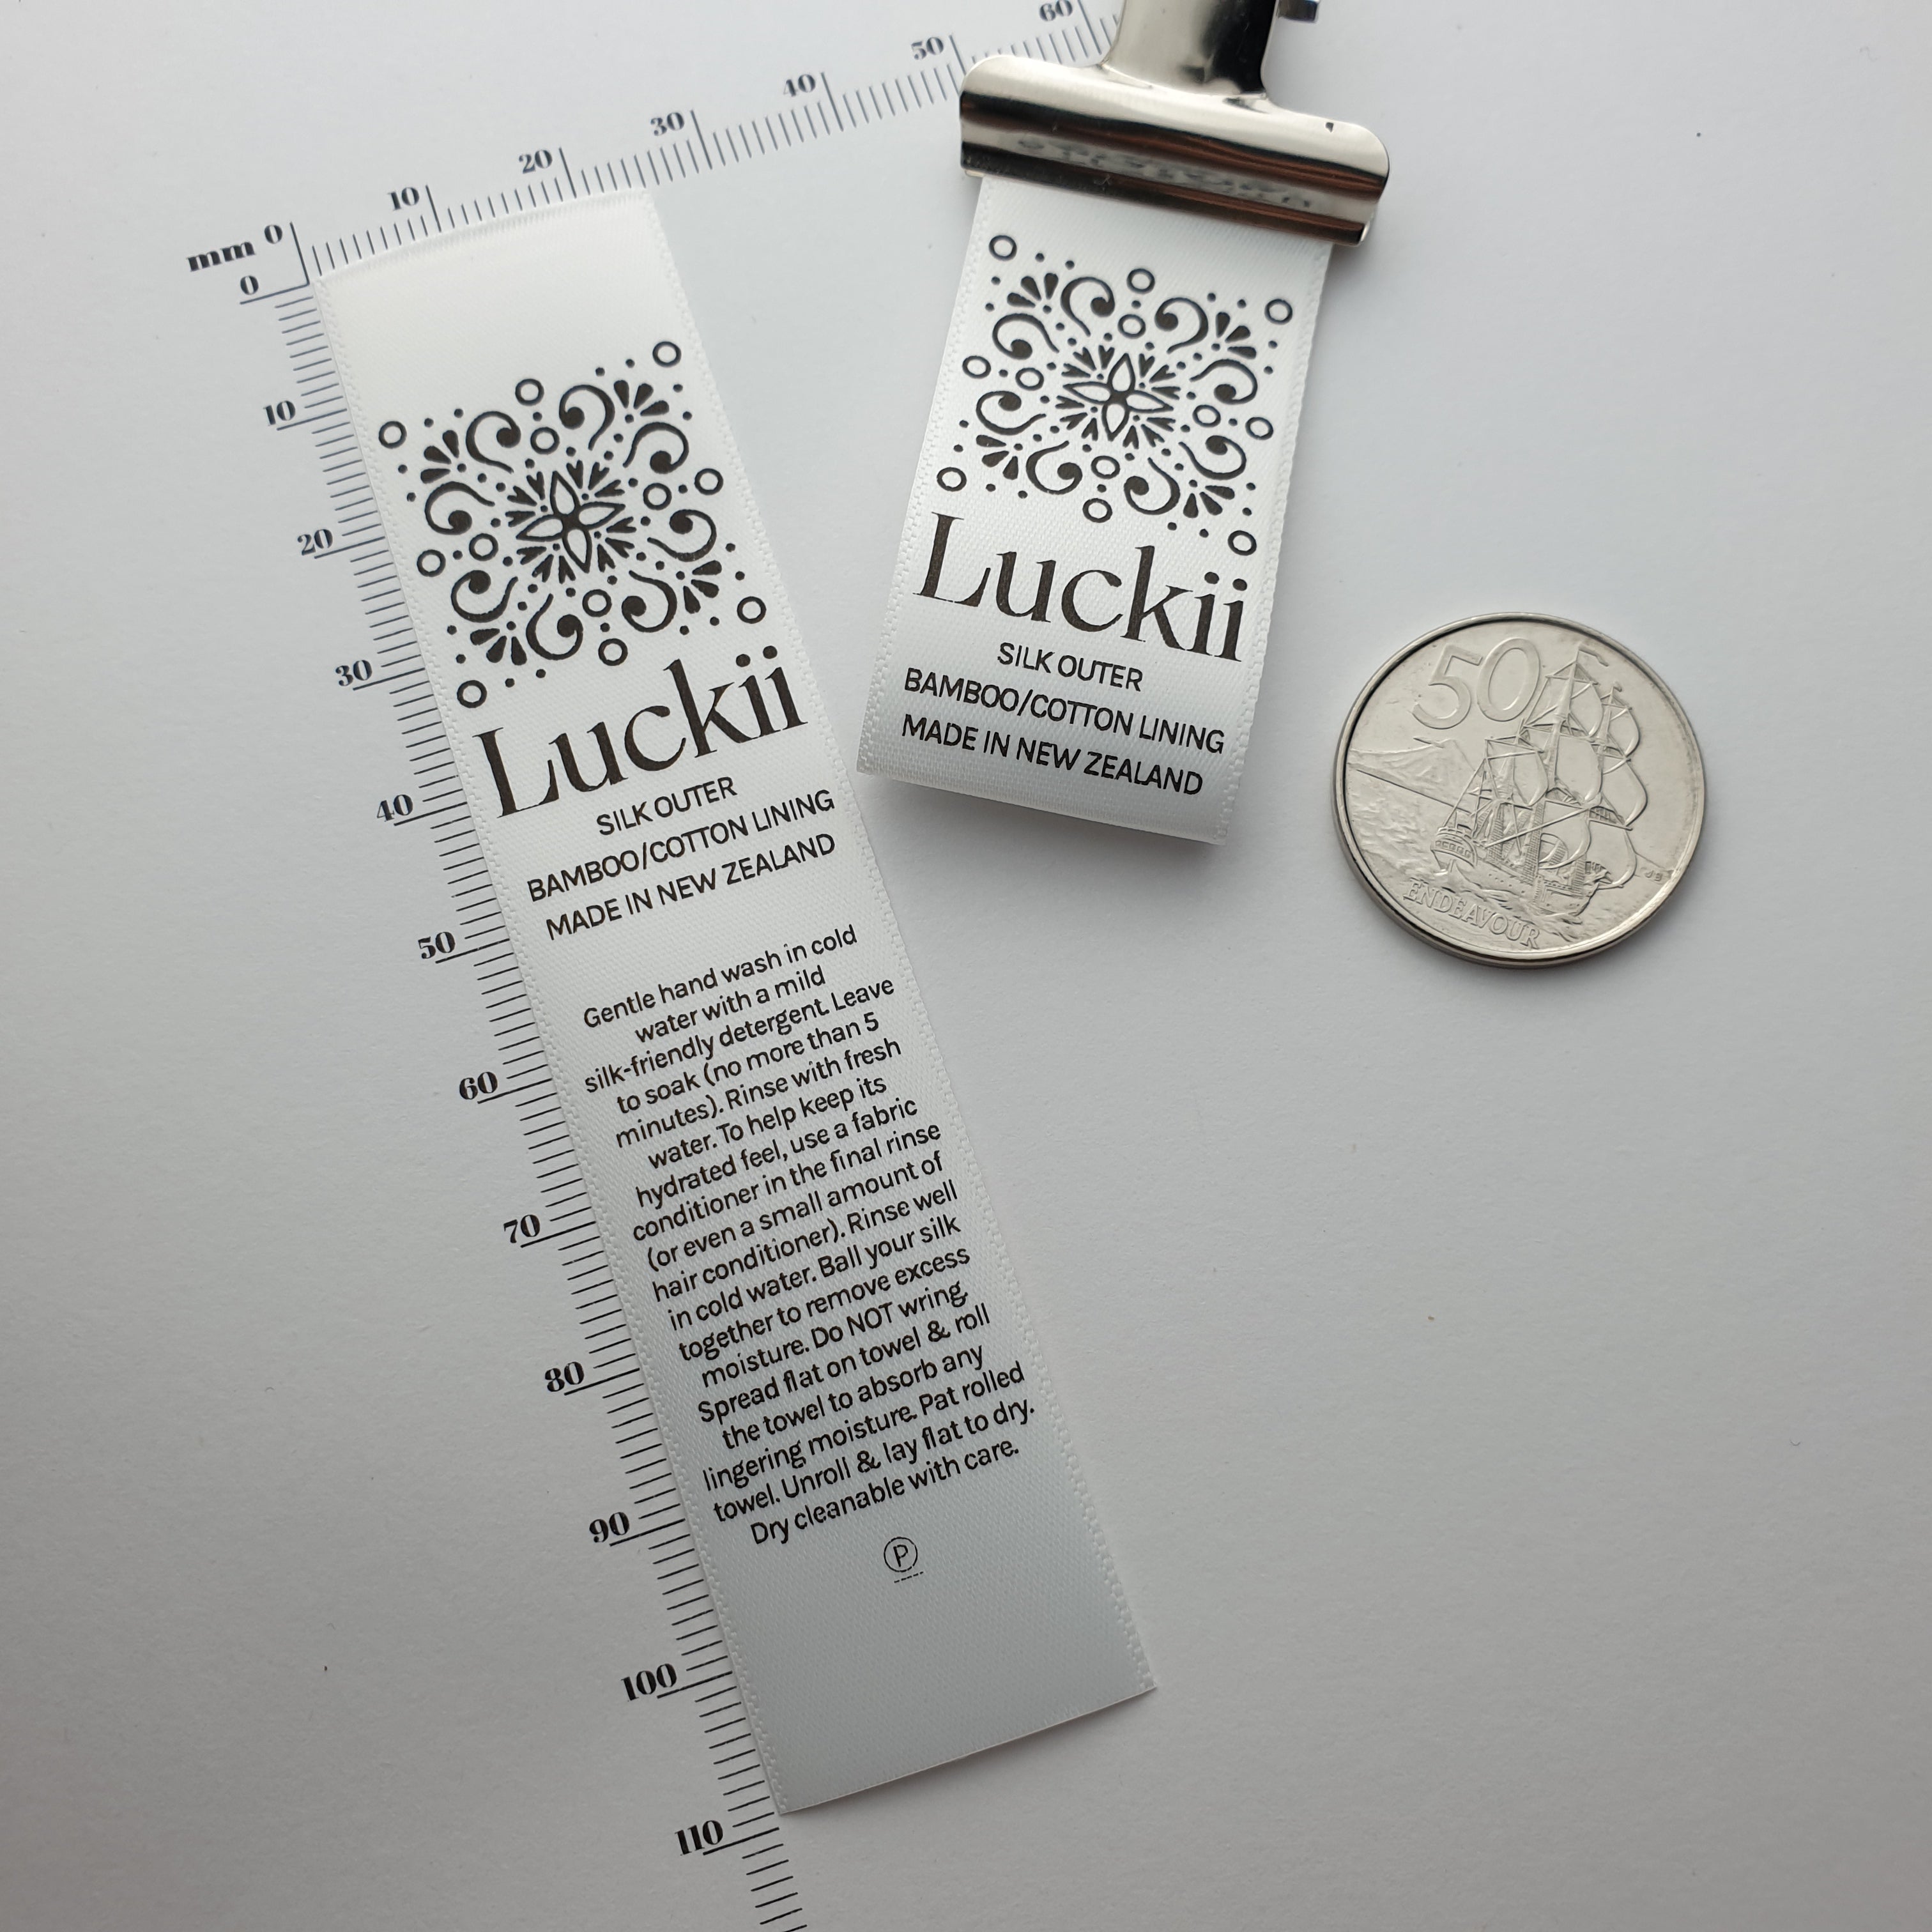 mm 0 10 20 30 40 50 60
0
10
20
30
40
50
60
70
80
90
100
110
Luckii
SILK OUTER
BAMBOO/COTTON LINING
MADE IN NEW ZEALAND
Gentle hand wash in cold
water with a mild
silk-friendly detergent. Leave
to soak (no more than 5
minutes). Rinse with fresh
water. To help keep its
hydrated feel, use a fabric
conditioner in the final rinse
(or even a small amount of
hair conditioner). Rinse well
in cold water. Ball your silk
together to remove excess
moisture. Do NOT wring.
Spread flat on towel & roll
the towel to absorb any
lingering moisture. Pat rolled
towel. Unroll & lay flat to dry.
Dry cleanable with care.
P
Luckii
SILK OUTER
BAMBOO/COTTON LINING
MADE IN NEW ZEALAND
50
ENDEAVOUR